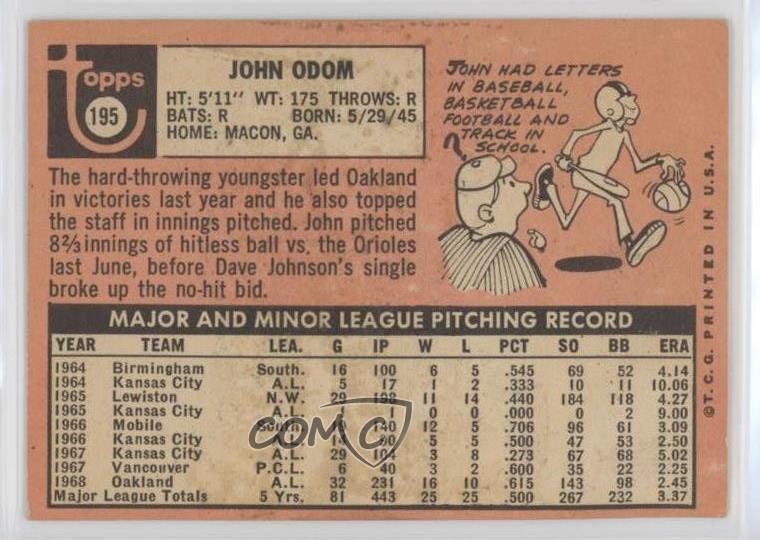 topps
195
JOHN ODOM
HT: 5'11" WT: 175 THROWS: R
BATS: R BORN: 5/29/45
HOME: MACON, GA.
JOHN HAD LETTERS
IN BASEBALL,
BASKETBALL
FOOTBALL AND
TRACK IN
SCHOOL.
?
The hard-throwing youngster led Oakland
in victories last year and he also topped
the staff in innings pitched. John pitched
8⅔ innings of hitless ball vs. the Orioles
last June, before Dave Johnson's single
broke up the no-hit bid.
MAJOR AND MINOR LEAGUE PITCHING RECORD
YEAR TEAM LEA. G IP W L PCT SO BB ERA
1964 Birmingham South. 16 100 6 5 .545 69 52 4.14
1964 Kansas City A.L. 5 17 1 2 .333 10 11 10.06
1965 Lewiston N.W. 29 198 11 14 .440 184 118 4.27
1965 Kansas City A.L. 1 1 0 0 .000 0 2 9.00
1966 Mobile South. 140 12 5 .706 96 61 3.09
1966 Kansas City A.L. 90 5 5 .500 47 53 2.50
1967 Kansas City A.L. 29 104 3 8 .273 67 68 5.02
1967 Vancouver P.C.L. 6 40 3 2 .600 35 22 2.25
1968 Oakland A.L. 32 231 16 10 .615 143 98 2.45
Major League Totals 5 Yrs. 81 443 25 25 .500 267 232 3.37
© T. C. G. PRINTED IN U. S. A.
COMC